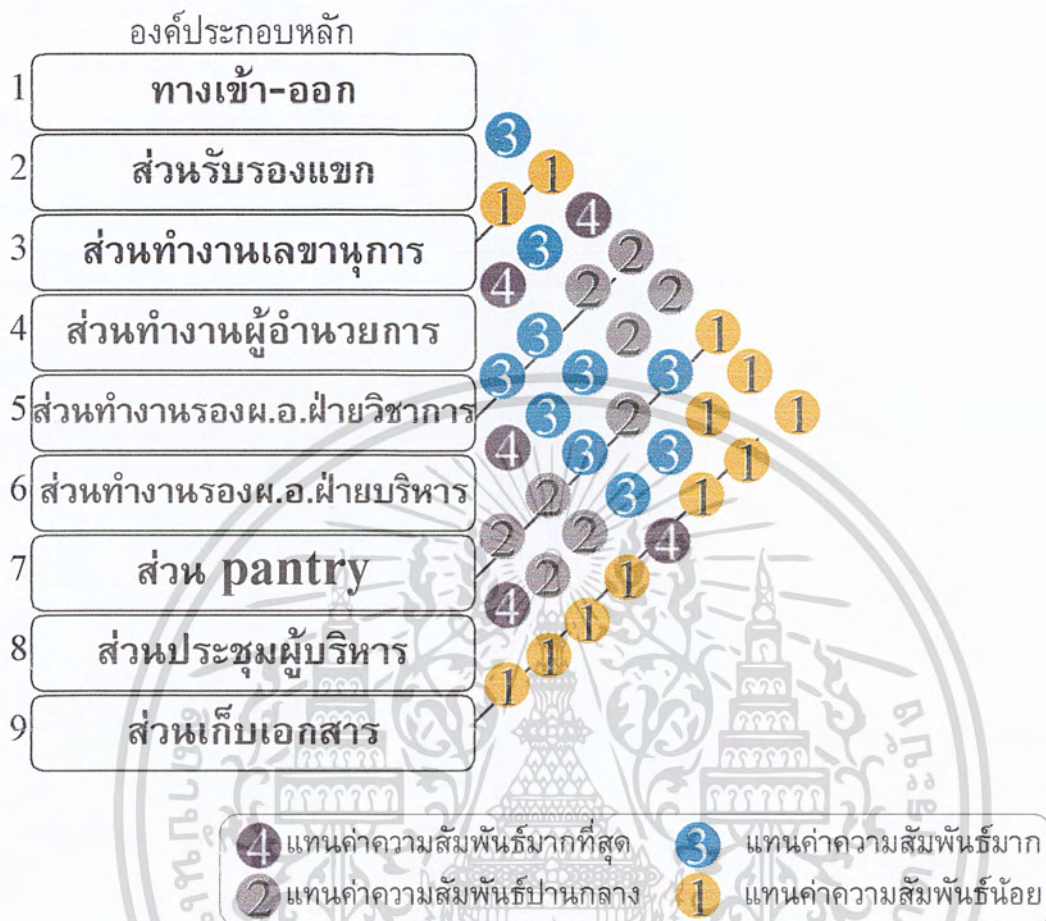 องค์ประกอบหลัก
1 ทางเข้า-ออก
3
1
2 ส่วนรับรองแขก
1 4
3 ส่วนทำงานเลขานุการ
3 2
4 2 2
4 ส่วนทำงานผู้อำนวยการ
3 2 1
3 3 3 1
5 ส่วนทำงานรองผ.อ.ฝ่ายวิชาการ
3 2 1 1
4 3 3 1
6 ส่วนทำงานรองผ.อ.ฝ่ายบริหาร
2 3 1
2 2 4
7 ส่วน pantry
2 1
4 1
8 ส่วนประชุมผู้บริหาร
1
1
9 ส่วนเก็บเอกสาร
4 แทนค่าความสัมพันธ์มากที่สุด 3 แทนค่าความสัมพันธ์มาก
2 แทนค่าความสัมพันธ์ปานกลาง 1 แทนค่าความสัมพันธ์น้อย